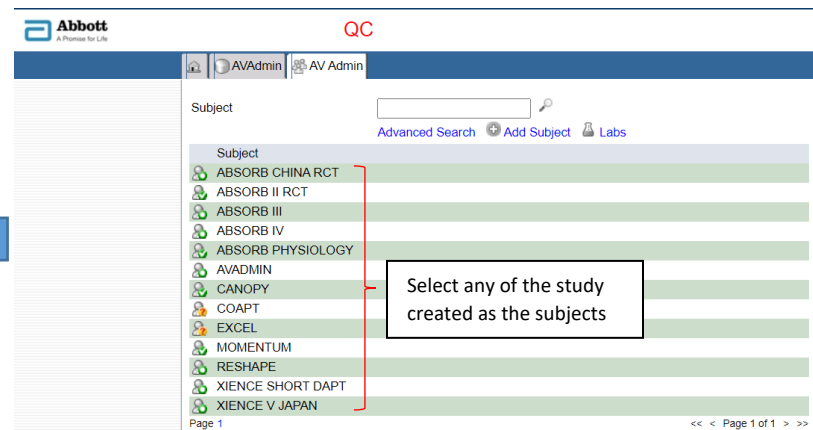 Abbott
A Promise for Life
QC
AVAdmin AV Admin
Subject
Advanced Search Add Subject Labs
Subject
ABSORB CHINA RCT
ABSORB II RCT
ABSORB III
ABSORB IV
ABSORB PHYSIOLOGY
AVADMIN
CANOPY
COAPT
EXCEL
MOMENTUM
RESHAPE
XIENCE SHORT DAPT
XIENCE V JAPAN
Select any of the study
created as the subjects
Page 1
<< < Page 1 of 1 > >>